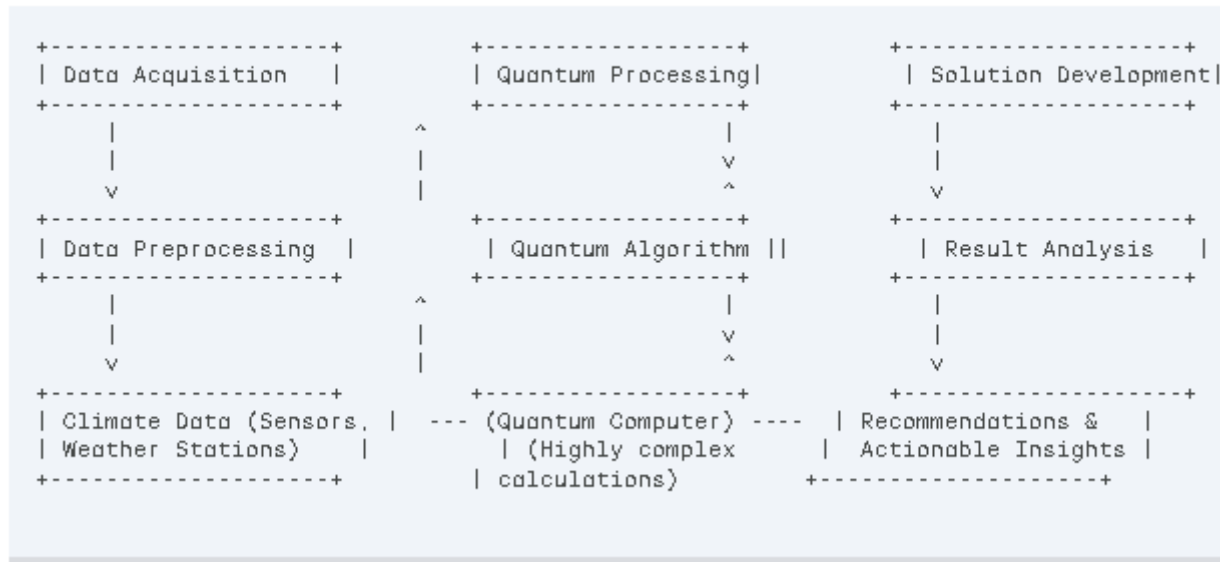 +---------------------+ +-------------------+ +--------------------+
| Data Acquisition | | Quantum Processing| | Solution Development|
+---------------------+ +-------------------+ +--------------------+
| ^ | |
| | v |
v | ^ v
+---------------------+ +-------------------+ +--------------------+
| Data Preprocessing | | Quantum Algorithm || | Result Analysis |
+---------------------+ +-------------------+ +--------------------+
| ^ | |
| | v |
v | ^ v
+---------------------+ +-------------------+ +--------------------+
| Climate Data (Sensors, | --- (Quantum Computer) ---- | Recommendations & |
| Weather Stations) | | (Highly complex | Actionable Insights |
+---------------------+ | calculations) +--------------------+